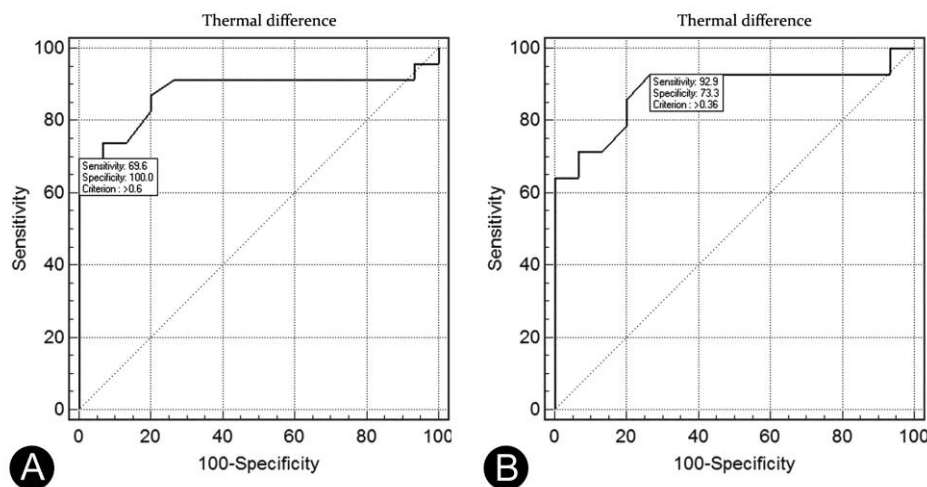 Thermal difference
100
80
60
40
20
0
Sensitivity
Sensitivity: 69.6
Specificity: 100.0
Criterion : >0.6
0 20 40 60 80 100
100-Specificity
A
Thermal difference
100
80
60
40
20
0
Sensitivity
Sensitivity: 92.9
Specificity: 73.3
Criterion : >0.36
0 20 40 60 80 100
100-Specificity
B